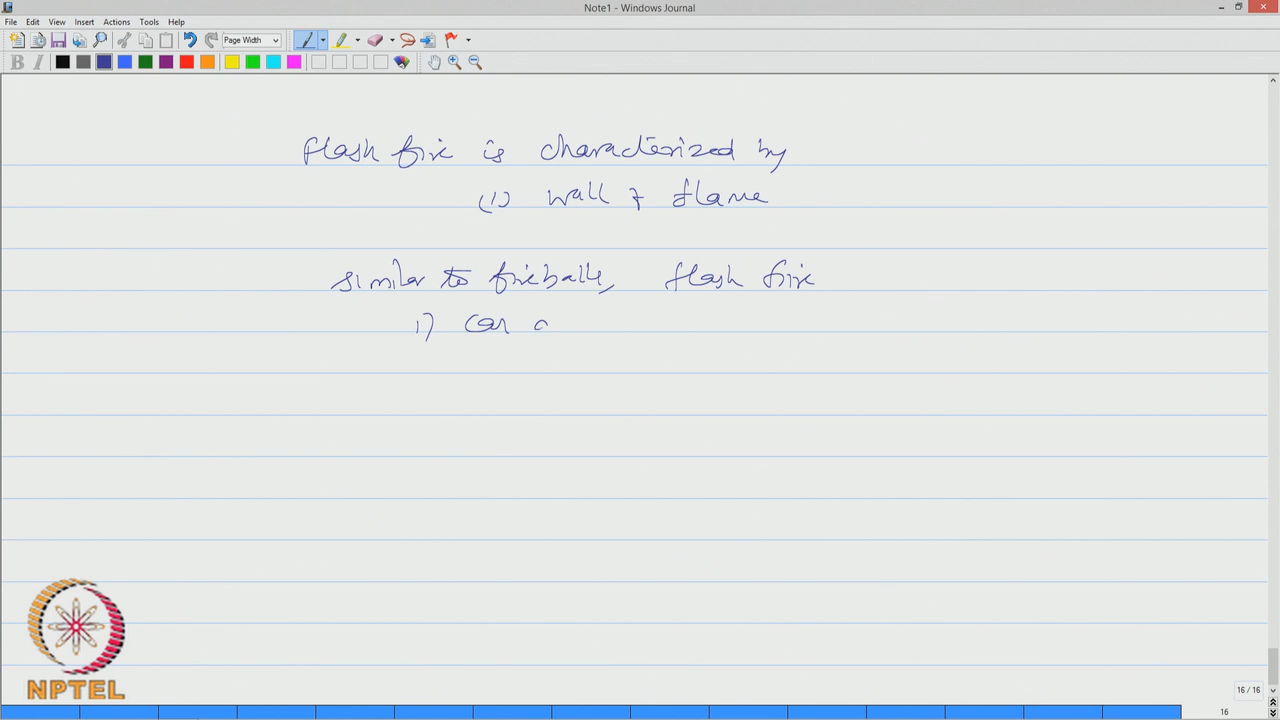 Note1 - Windows Journal
File Edit View Insert Actions Tools Help
Page Width
B I
flash fire is characterized by
(1) wall of flame
similar to fireballs, flash fire
1) can
NPTEL
16 / 16
16